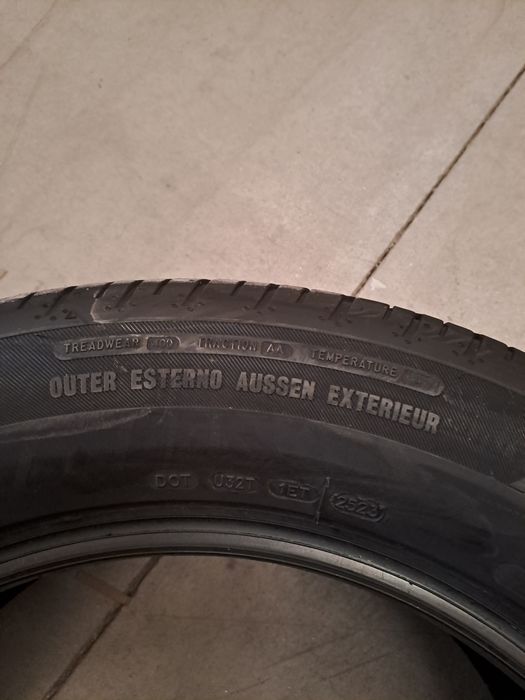 TREADWEAR TRACTION AA TEMPERATURE
OUTER ESTERNO AUSSEN EXTERIEUR
DOT U32T 1ET 2523